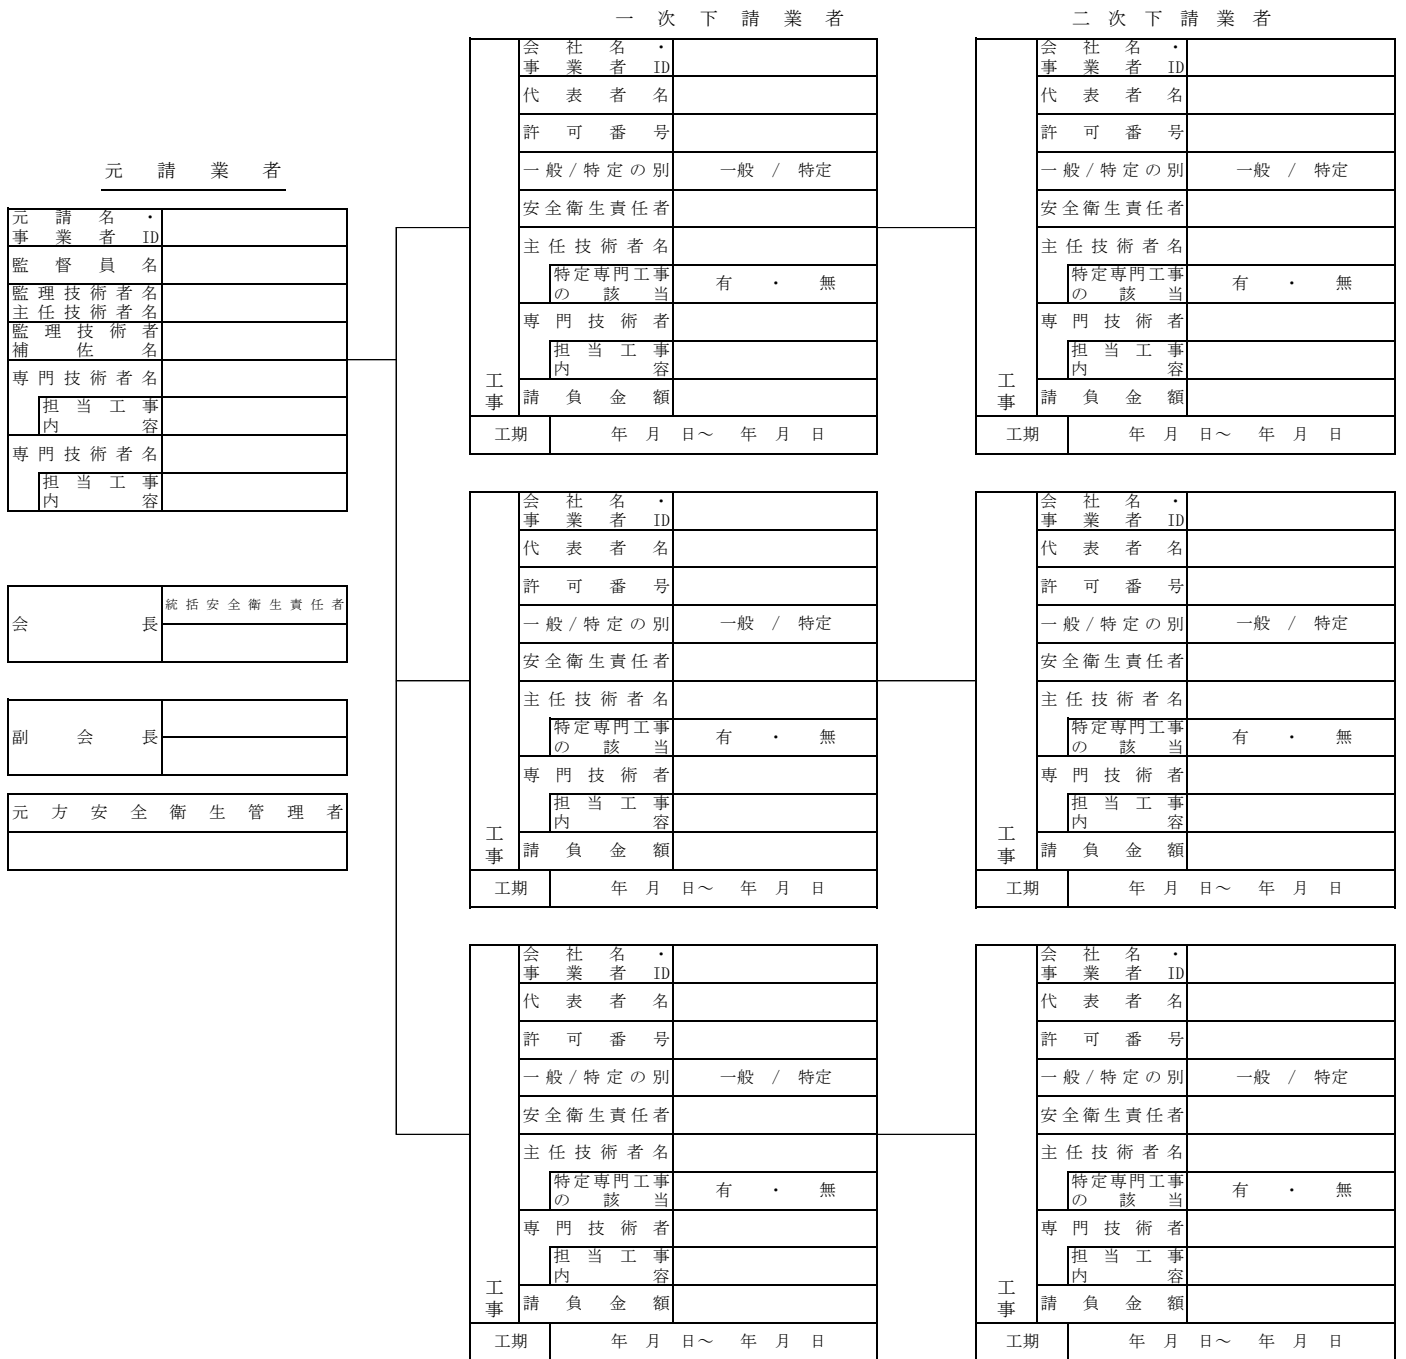 一次下請業者
二次下請業者
元請業者
元請名・
事業者ID
監督員名
監理技術者名
主任技術者名
監理技術者
補佐名
専門技術者名
担当工事
内容
専門技術者名
担当工事
内容
会長
統括安全衛生責任者
副会長
元方安全衛生管理者
会社名・
事業者ID
代表者名
許可番号
一般/特定の別
一般 / 特定
安全衛生責任者
主任技術者名
特定専門工事
の該当
有 ・ 無
専門技術者
担当工事
内容
工
事
請負金額
工期
年 月 日~ 年 月 日
会社名・
事業者ID
代表者名
許可番号
一般/特定の別
一般 / 特定
安全衛生責任者
主任技術者名
特定専門工事
の該当
有 ・ 無
専門技術者
担当工事
内容
工
事
請負金額
工期
年 月 日~ 年 月 日
会社名・
事業者ID
代表者名
許可番号
一般/特定の別
一般 / 特定
安全衛生責任者
主任技術者名
特定専門工事
の該当
有 ・ 無
専門技術者
担当工事
内容
工
事
請負金額
工期
年 月 日~ 年 月 日
会社名・
事業者ID
代表者名
許可番号
一般/特定の別
一般 / 特定
安全衛生責任者
主任技術者名
特定専門工事
の該当
有 ・ 無
専門技術者
担当工事
内容
工
事
請負金額
工期
年 月 日~ 年 月 日
会社名・
事業者ID
代表者名
許可番号
一般/特定の別
一般 / 特定
安全衛生責任者
主任技術者名
特定専門工事
の該当
有 ・ 無
専門技術者
担当工事
内容
工
事
請負金額
工期
年 月 日~ 年 月 日
会社名・
事業者ID
代表者名
許可番号
一般/特定の別
一般 / 特定
安全衛生責任者
主任技術者名
特定専門工事
の該当
有 ・ 無
専門技術者
担当工事
内容
工
事
請負金額
工期
年 月 日~ 年 月 日